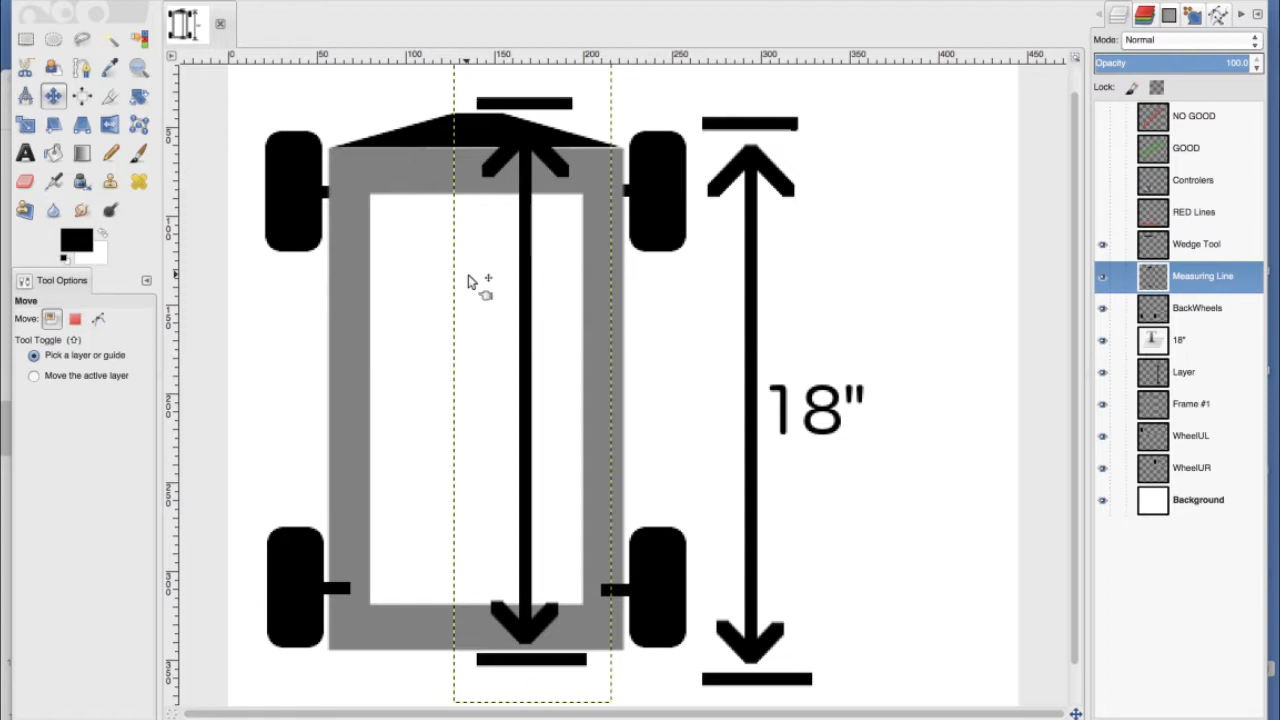 Mode: Normal
Opacity 100.0
Lock:
0 50 100 150 200 250 300 350 400 450
NO GOOD
GOOD
Controlers
RED Lines
Wedge Tool
Measuring Line
BackWheels
18"
Layer
Frame #1
WheelUL
WheelUR
Background
Tool Options
Move
Move:
Tool Toggle (⇧)
Pick a layer or guide
Move the active layer
18"